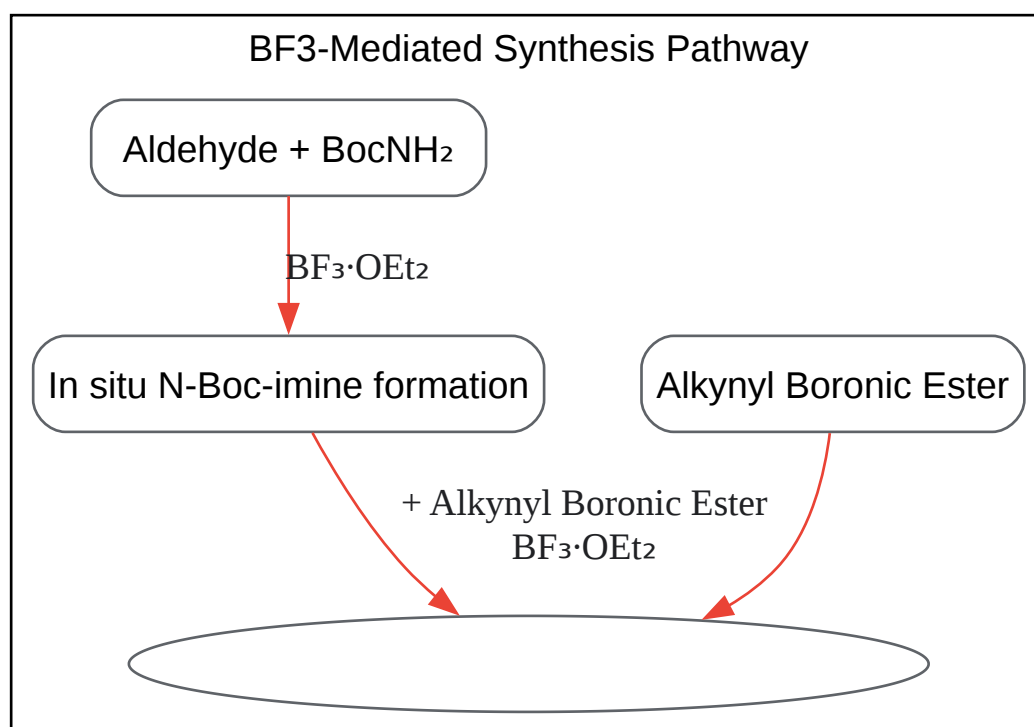 BF3-Mediated Synthesis Pathway
Aldehyde + BocNH₂
BF₃·OEt₂
In situ N-Boc-imine formation
Alkynyl Boronic Ester
+ Alkynyl Boronic Ester
BF₃·OEt₂